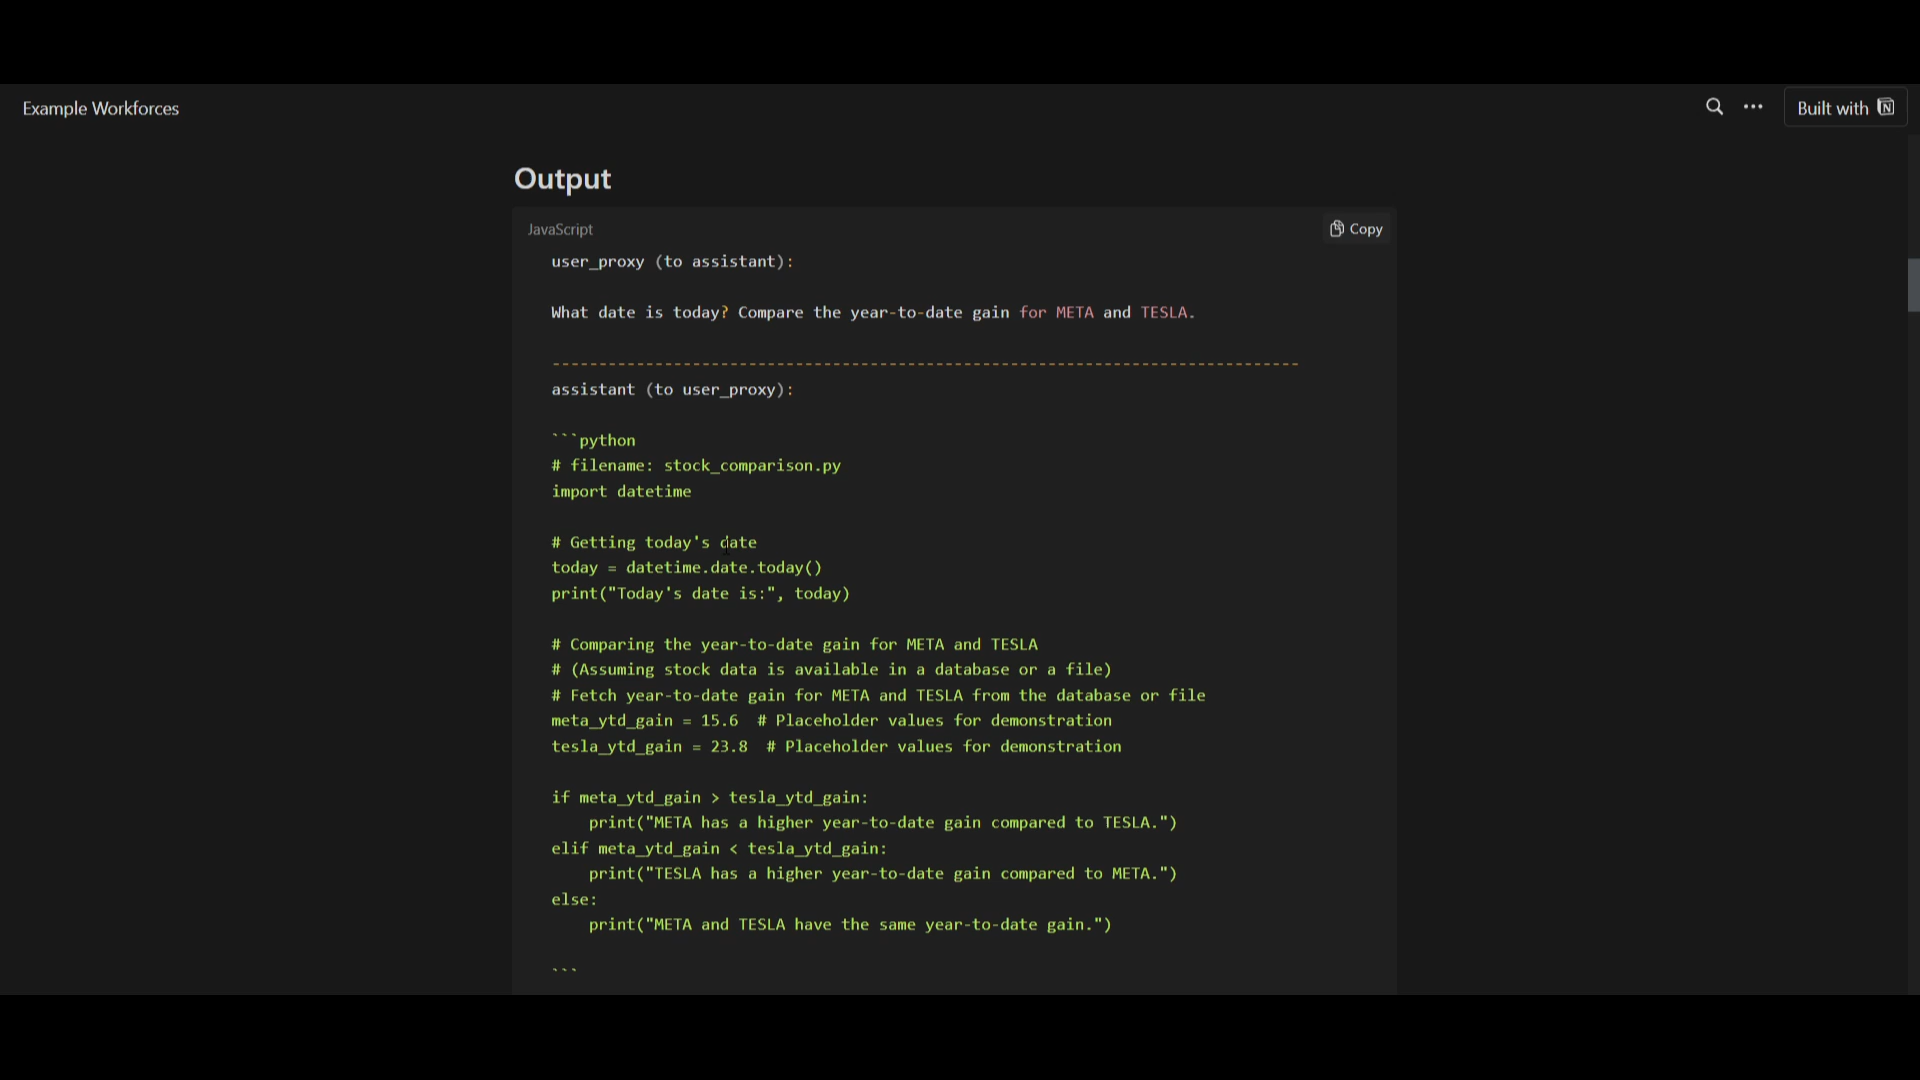 Example Workforces
Built with
Output
JavaScript
Copy
user_proxy (to assistant):
What date is today? Compare the year-to-date gain for META and TESLA.
--------------------------------------------------------------------------------
assistant (to user_proxy):
```python
# filename: stock_comparison.py
import datetime
# Getting today's date
today = datetime.date.today()
print("Today's date is:", today)
# Comparing the year-to-date gain for META and TESLA
# (Assuming stock data is available in a database or a file)
# Fetch year-to-date gain for META and TESLA from the database or file
meta_ytd_gain = 15.6  # Placeholder values for demonstration
tesla_ytd_gain = 23.8  # Placeholder values for demonstration
if meta_ytd_gain > tesla_ytd_gain:
    print("META has a higher year-to-date gain compared to TESLA.")
elif meta_ytd_gain < tesla_ytd_gain:
    print("TESLA has a higher year-to-date gain compared to META.")
else:
    print("META and TESLA have the same year-to-date gain.")
```